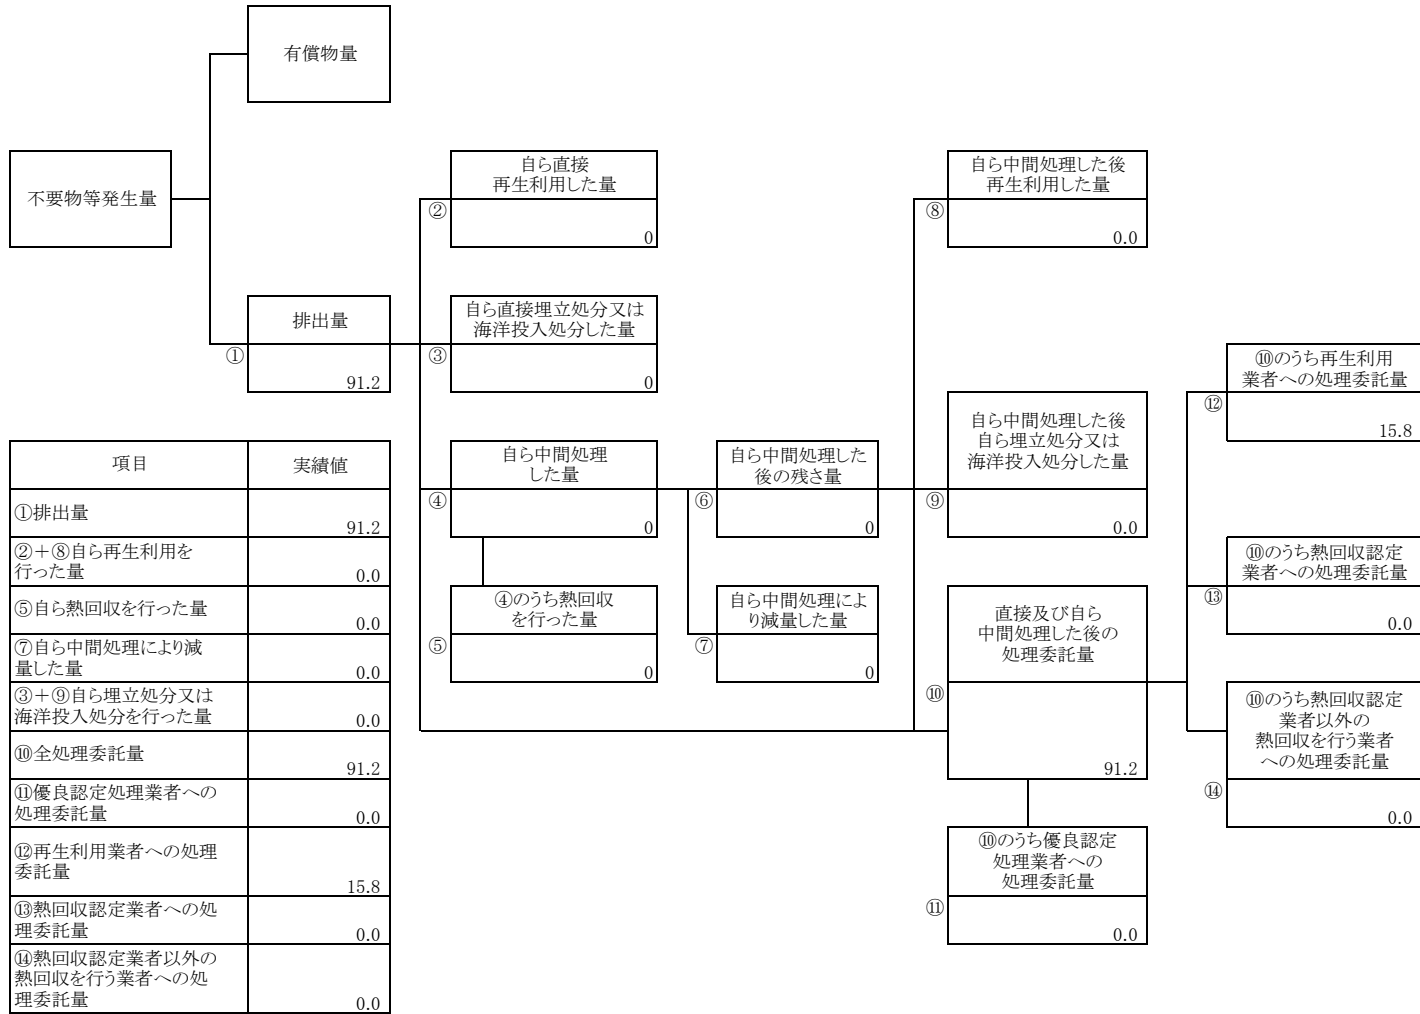 有償物量
不要物等発生量
自ら直接
再生利用した量
②
0
自ら中間処理した後
再生利用した量
⑧
0.0
排出量
①
91.2
自ら直接埋立処分又は
海洋投入処分した量
③
0
⑩のうち再生利用
業者への処理委託量
⑫
15.8
自ら中間処理
した量
④
0
自ら中間処理した
後の残さ量
⑥
0
自ら中間処理した後
自ら埋立処分又は
海洋投入処分した量
⑨
0.0
⑩のうち熱回収認定
業者への処理委託量
⑬
0.0
④のうち熱回収
を行った量
⑤
0
自ら中間処理によ
り減量した量
⑦
0
直接及び自ら
中間処理した後の
処理委託量
⑩
91.2
⑩のうち熱回収認定
業者以外の
熱回収を行う業者
への処理委託量
⑭
0.0
⑩のうち優良認定
処理業者への
処理委託量
⑪
0.0
項目 実績値
①排出量
91.2
②＋⑧自ら再生利用を
行った量
0.0
⑤自ら熱回収を行った量
0.0
⑦自ら中間処理により減
量した量
0.0
③＋⑨自ら埋立処分又は
海洋投入処分を行った量
0.0
⑩全処理委託量
91.2
⑪優良認定処理業者への
処理委託量
0.0
⑫再生利用業者への処理
委託量
15.8
⑬熱回収認定業者への処
理委託量
0.0
⑭熱回収認定業者以外の
熱回収を行う業者への処
理委託量
0.0